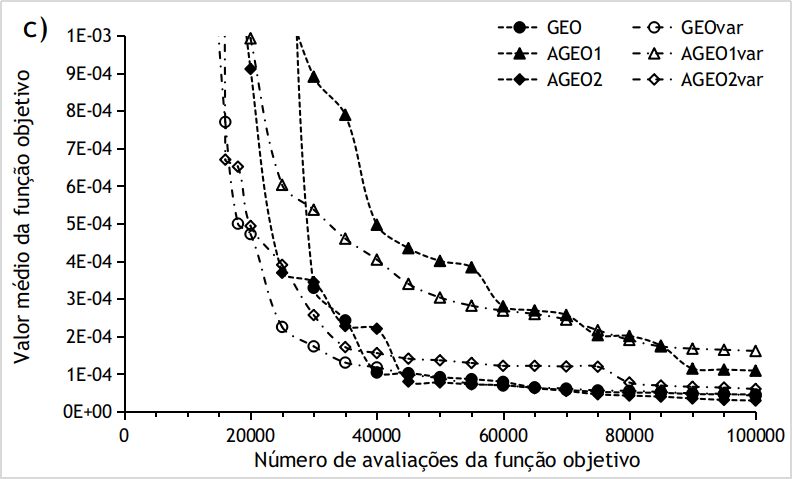 c)
GEO GEOvar
AGEO1 AGEO1var
AGEO2 AGEO2var
1E-03
9E-04
8E-04
7E-04
6E-04
5E-04
4E-04
3E-04
2E-04
1E-04
0E+00
Valor médio da função objetivo
0 20000 40000 60000 80000 100000
Número de avaliações da função objetivo